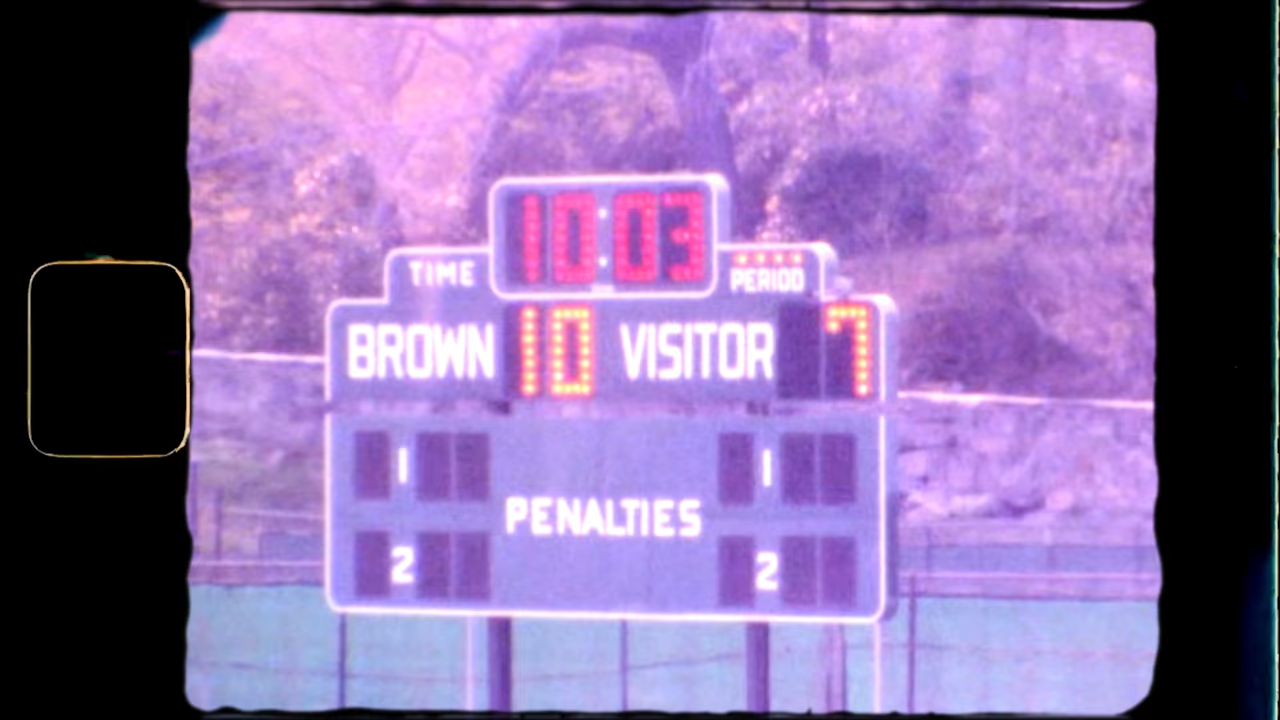 10:03
TIME PERIOD
BROWN 10 VISITOR 7
1 1
PENALTIES
2 2